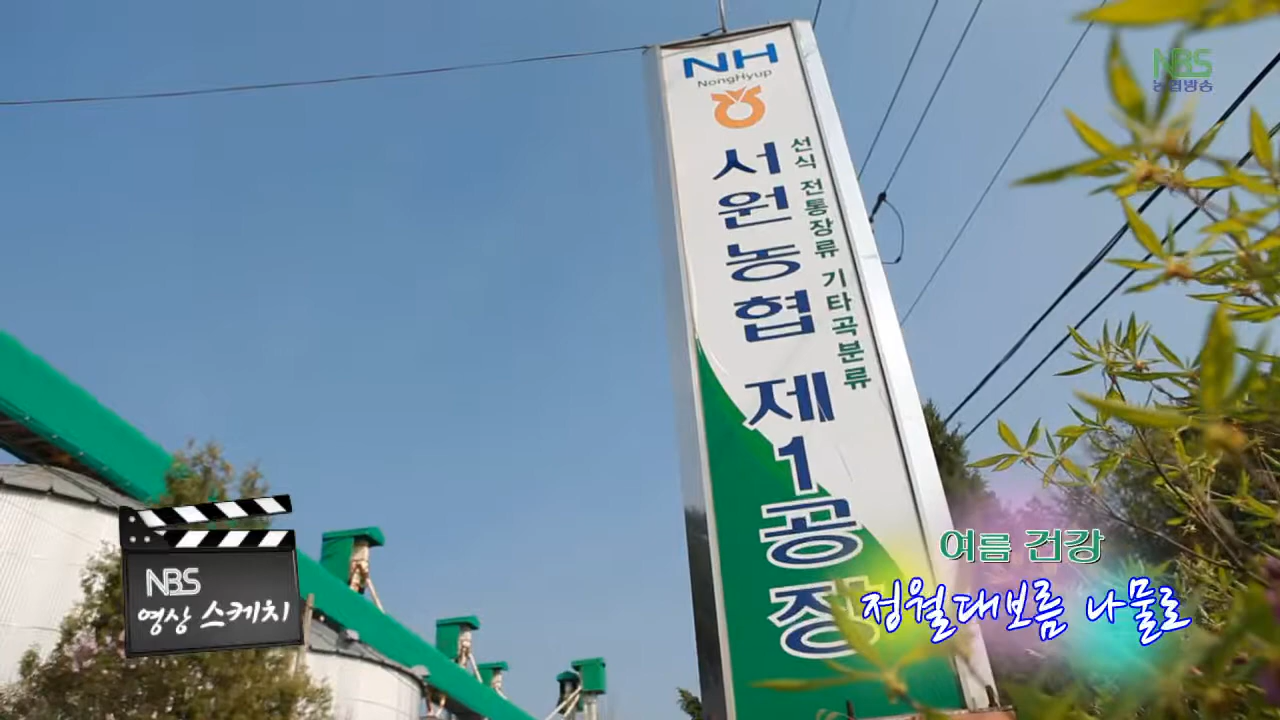 NH
NongHyup
서원농협 제1공장
선식 전통장류 기타곡분류
NBS
농협방송
NBS
영상 스케치
여름 건강
정월대보름 나물로